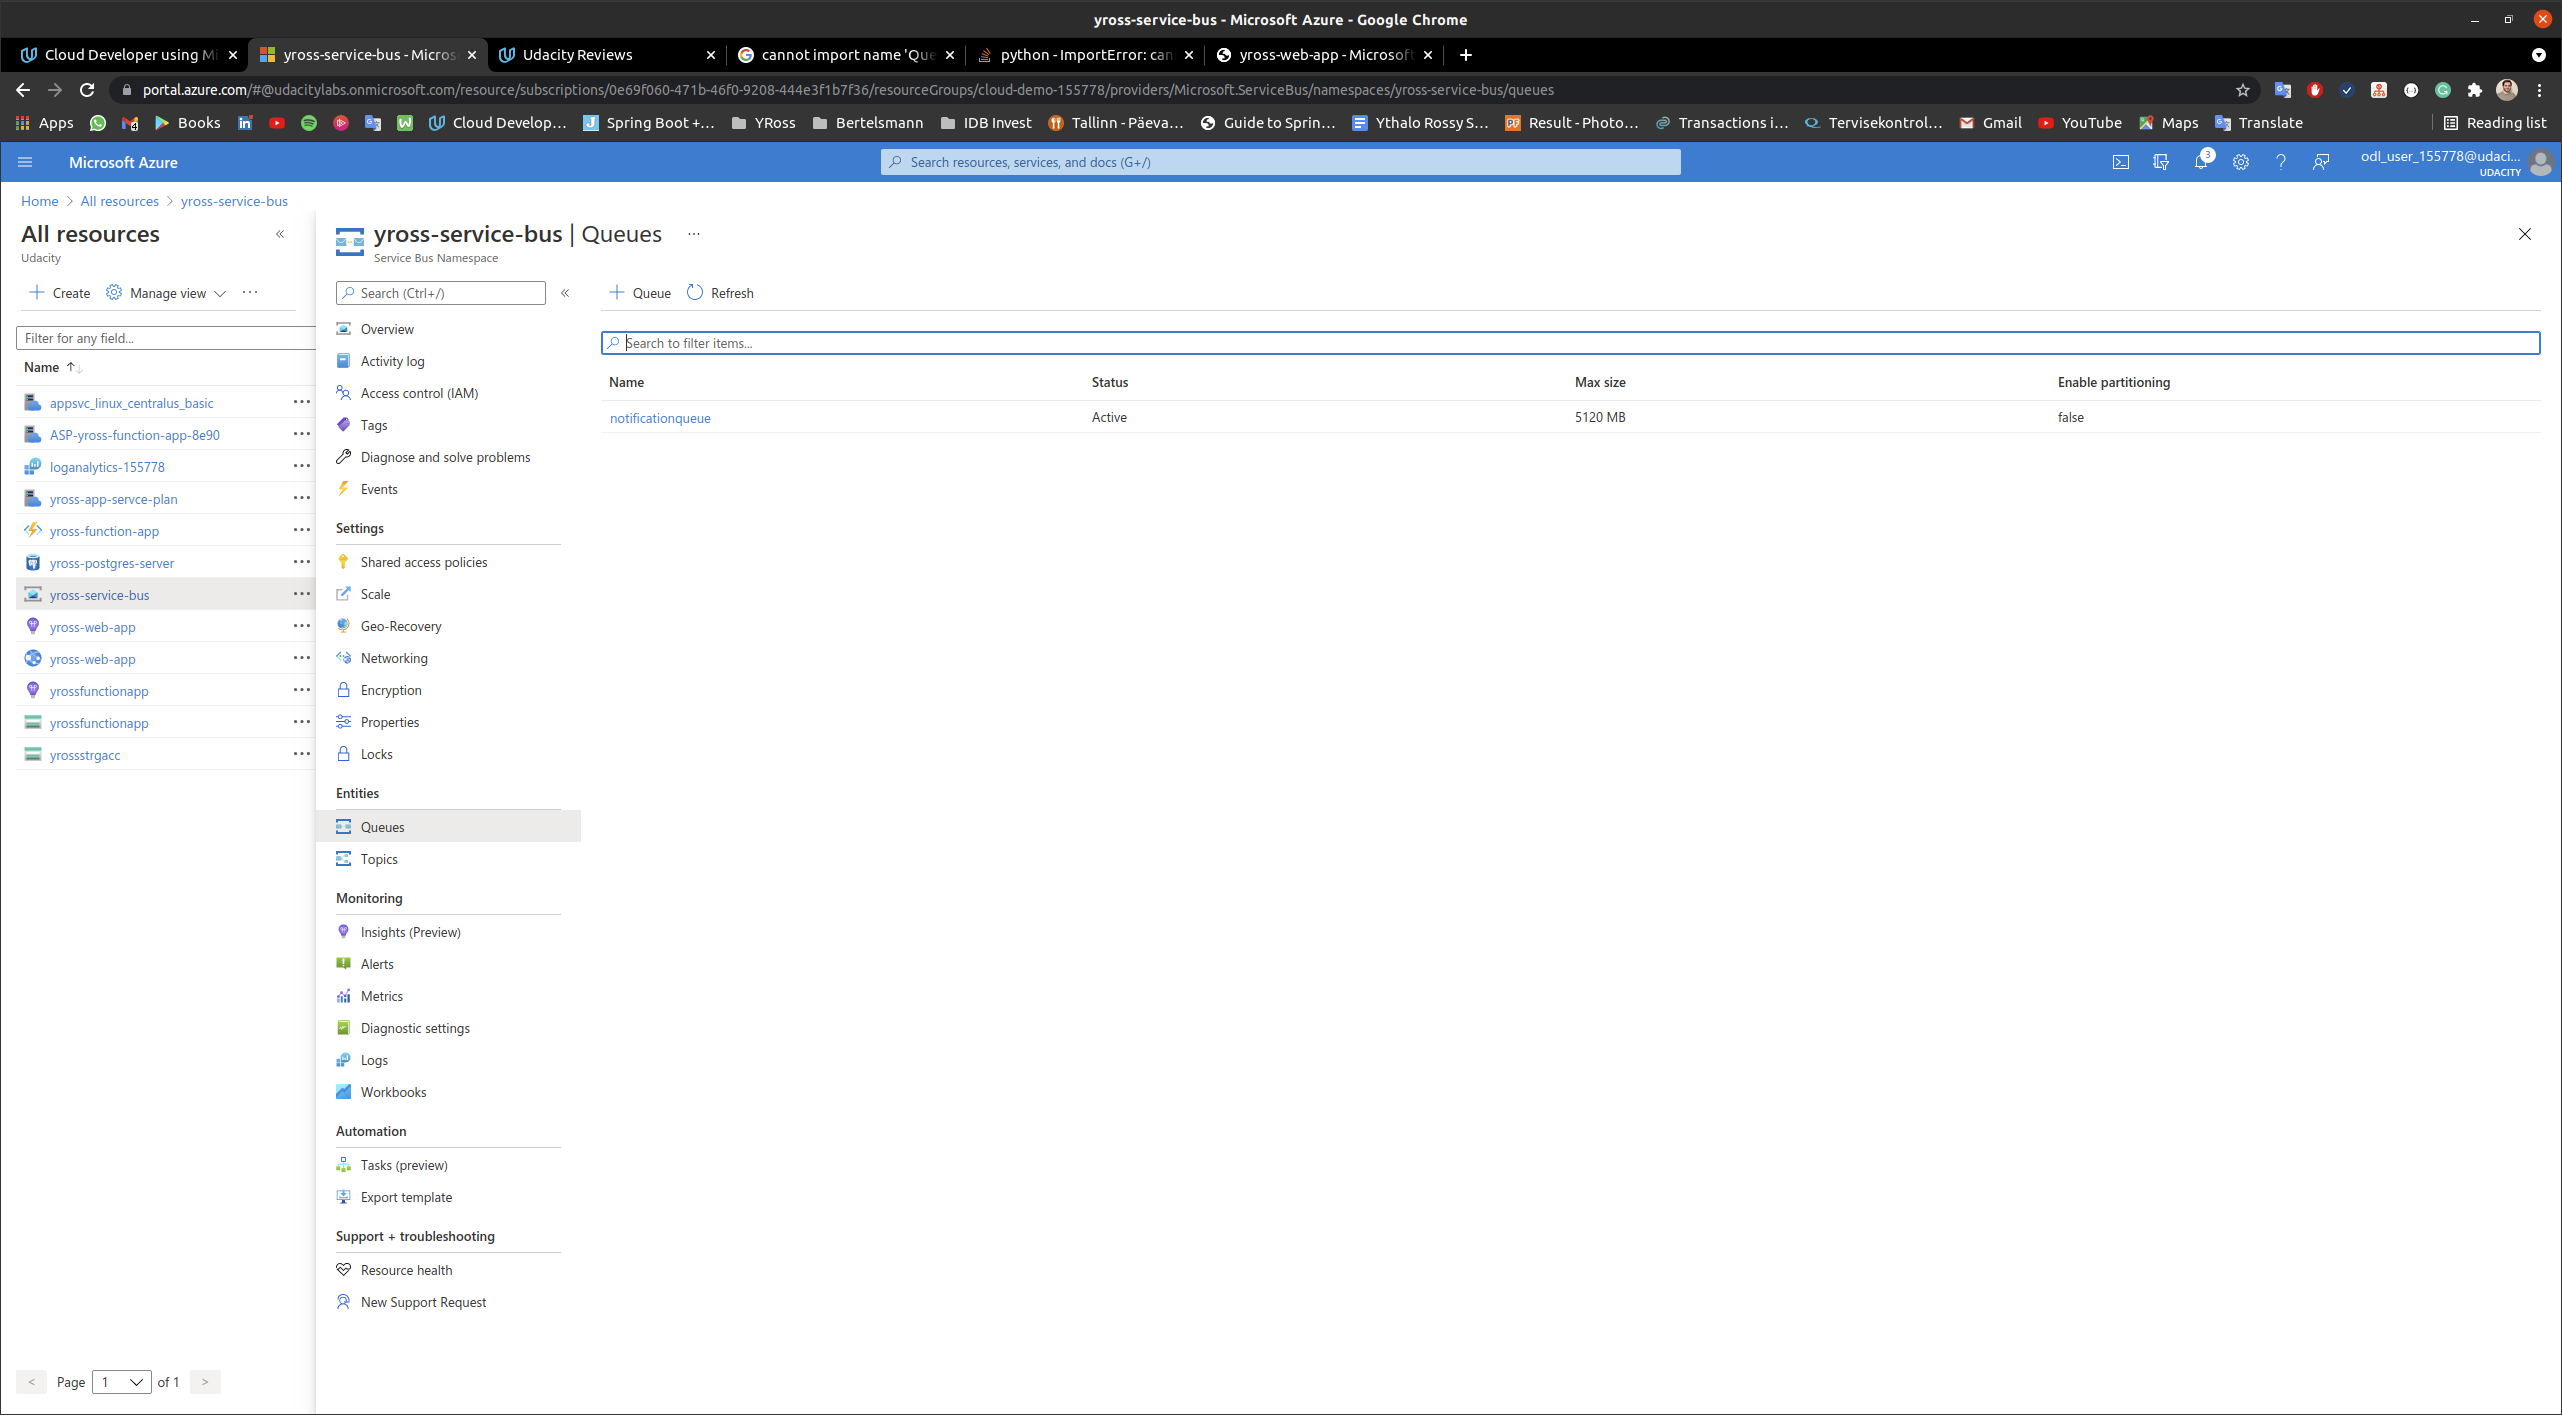 yross-service-bus - Microsoft Azure - Google Chrome
Cloud Developer using Mi
yross-service-bus - Micros
Udacity Reviews
cannot import name 'Que
python - ImportError: can
yross-web-app - Microsoft
portal.azure.com/#@udacitylabs.onmicrosoft.com/resource/subscriptions/0e69f060-471b-46f0-9208-444e3f1b7f36/resourceGroups/cloud-demo-155778/providers/Microsoft.ServiceBus/namespaces/yross-service-bus/queues
Apps
4
Books
Cloud Develop...
Spring Boot +...
YRoss
Bertelsmann
IDB Invest
Tallinn - Päeva...
Guide to Sprin...
Ythalo Rossy S...
Result - Photo...
Transactions i...
Tervisekontrol...
Gmail
YouTube
Maps
Translate
Reading list
Microsoft Azure
Search resources, services, and docs (G+/)
3
odl_user_155778@udaci...
UDACITY
Home > All resources > yross-service-bus
All resources
Udacity
Create
Manage view
Filter for any field...
Name
appsvc_linux_centralus_basic
ASP-yross-function-app-8e90
loganalytics-155778
yross-app-servce-plan
yross-function-app
yross-postgres-server
yross-service-bus
yross-web-app
yross-web-app
yrossfunctionapp
yrossfunctionapp
yrossstrgacc
< Page 1 of 1 >
yross-service-bus | Queues
Service Bus Namespace
Search (Ctrl+/)
Overview
Activity log
Access control (IAM)
Tags
Diagnose and solve problems
Events
Settings
Shared access policies
Scale
Geo-Recovery
Networking
Encryption
Properties
Locks
Entities
Queues
Topics
Monitoring
Insights (Preview)
Alerts
Metrics
Diagnostic settings
Logs
Workbooks
Automation
Tasks (preview)
Export template
Support + troubleshooting
Resource health
New Support Request
Queue
Refresh
Search to filter items...
Name Status Max size Enable partitioning
notificationqueue Active 5120 MB false